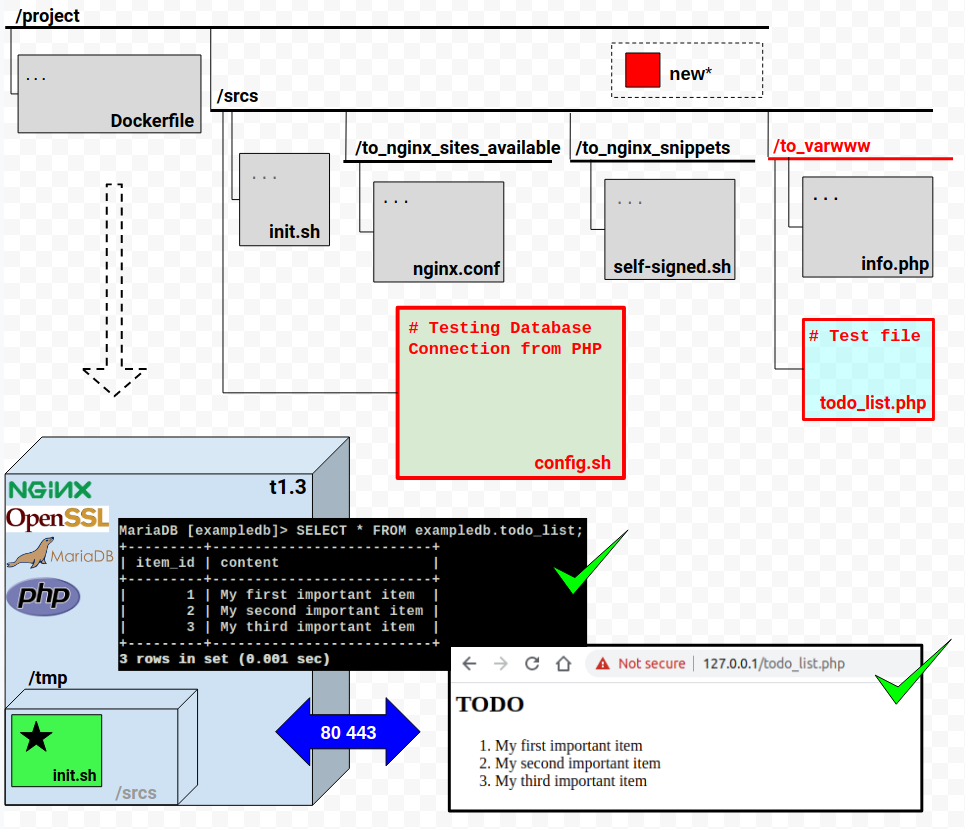 /project
...
Dockerfile
new*
/srcs
/to_nginx_sites_available
/to_nginx_snippets
/to_varwww
...
init.sh
...
nginx.conf
...
self-signed.sh
...
info.php
# Testing Database
Connection from PHP
config.sh
# Test file
todo_list.php
NGINX
OpenSSL
MariaDB
php
t1.3
MariaDB [exampledb]> SELECT * FROM exampledb.todo_list;
+---------+--------------------------+
| item_id | content                  |
+---------+--------------------------+
|       1 | My first important item  |
|       2 | My second important item |
|       3 | My third important item  |
+---------+--------------------------+
3 rows in set (0.001 sec)
Not secure | 127.0.0.1/todo_list.php
TODO
1. My first important item
2. My second important item
3. My third important item
80 443
/tmp
init.sh
/srcs